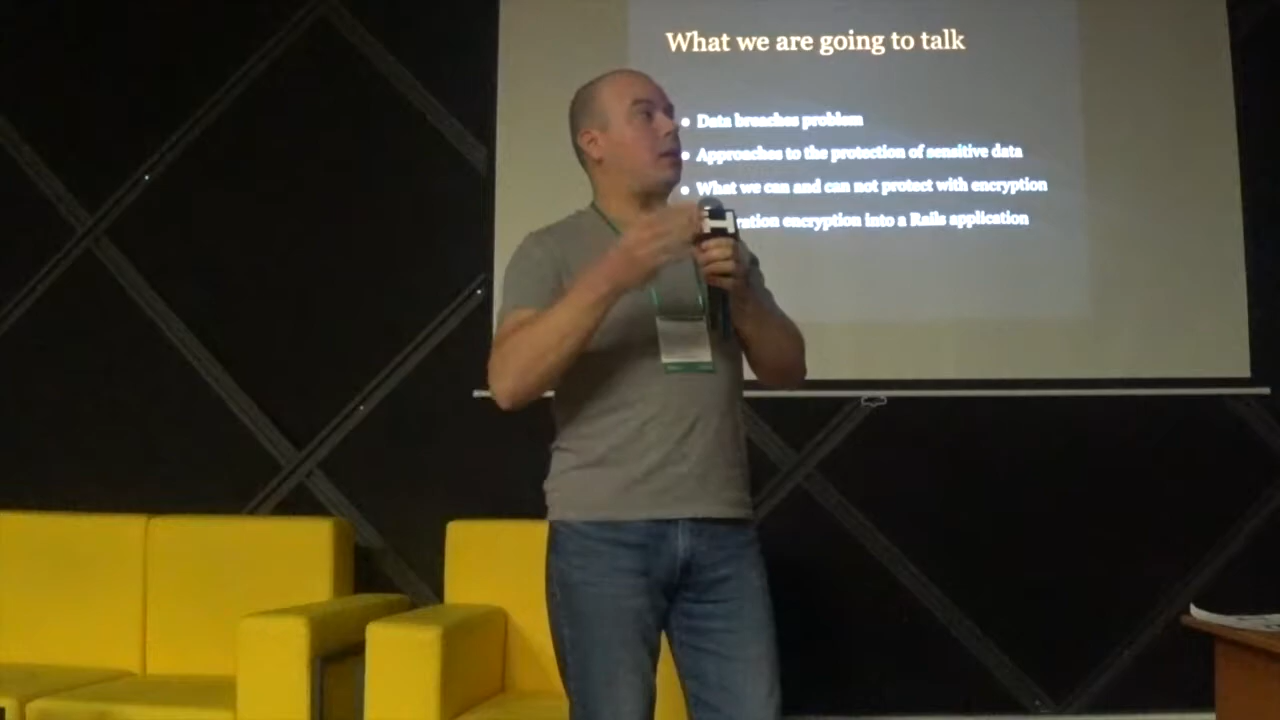 What we are going to talk
Data breaches problem
Approaches to the protection of sensitive data
What we can and can not protect with encryption
encryption into a Rails application
H